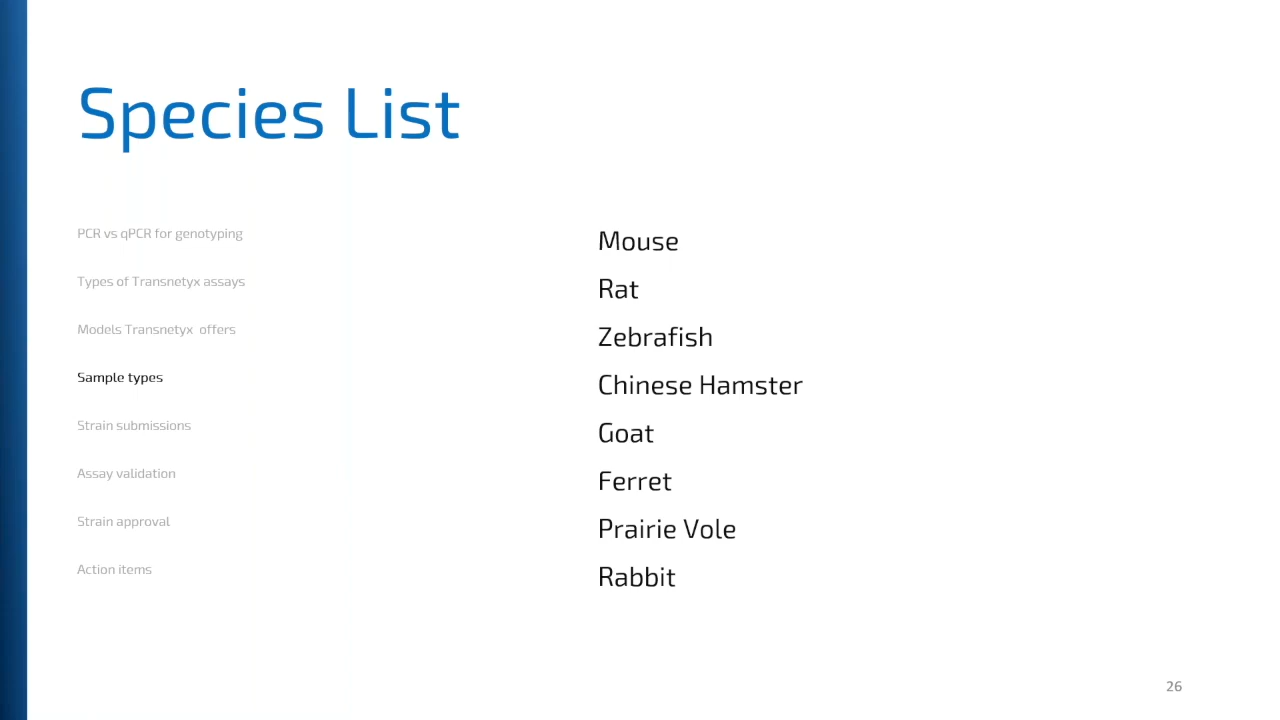 Species List
PCR vs qPCR for genotyping
Types of Transnetyx assays
Models Transnetyx offers
Sample types
Strain submissions
Assay validation
Strain approval
Action items
Mouse
Rat
Zebrafish
Chinese Hamster
Goat
Ferret
Prairie Vole
Rabbit
26